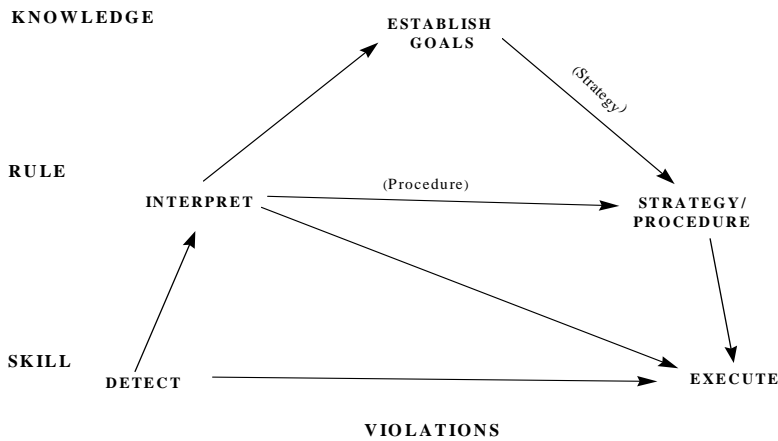 KNOWLEDGE
ESTABLISH
GOALS
(Strategy)
RULE
INTERPRET
(Procedure)
STRATEGY/
PROCEDURE
SKILL
DETECT
EXECUTE
VIOLATIONS